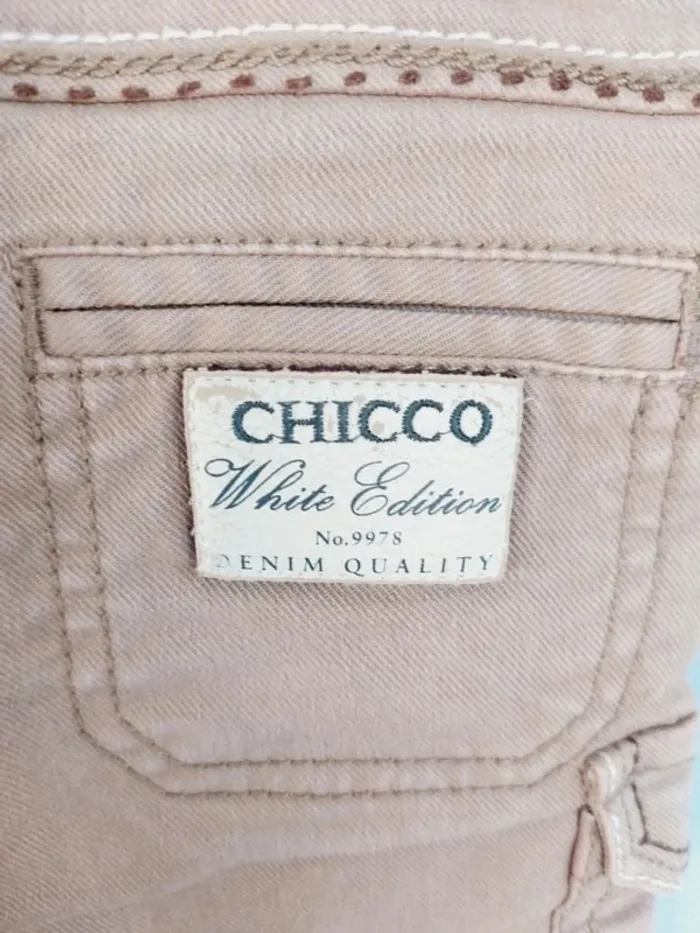 CHICCO
White Edition
No.9978
DENIM QUALITY